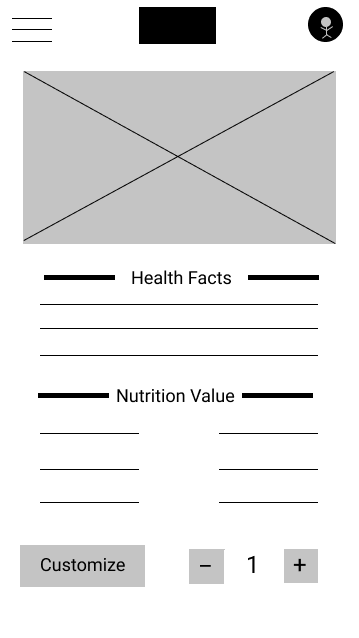 Health Facts
Nutrition Value
Customize − 1 +